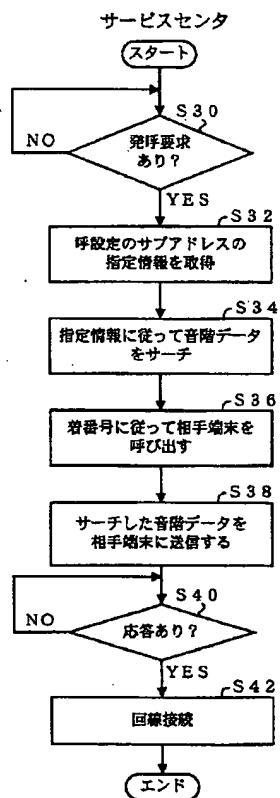 サービスセンタ
スタート
S30
発呼要求
あり?
NO
YES
S32
呼設定のサブアドレスの
指定情報を取得
S34
指定情報に従って音階データ
をサーチ
S36
着番号に従って相手端末を
呼び出す
S38
サーチした音階データを
相手端末に送信する
S40
応答あり?
NO
YES
S42
回線接続
エンド